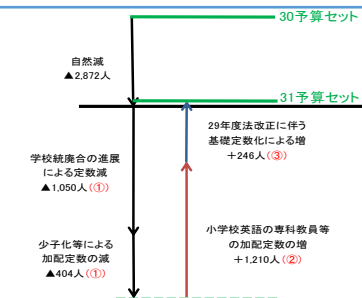 30予算セット
自然減
▲2,872人
31予算セット
29年度法改正に伴う
基礎定数化による増
+246人(③)
学校統廃合の進展
による定数減
▲1,050人(①)
小学校英語の専科教員等
の加配定数の増
+1,210人(②)
少子化等による
加配定数の減
▲404人(①)